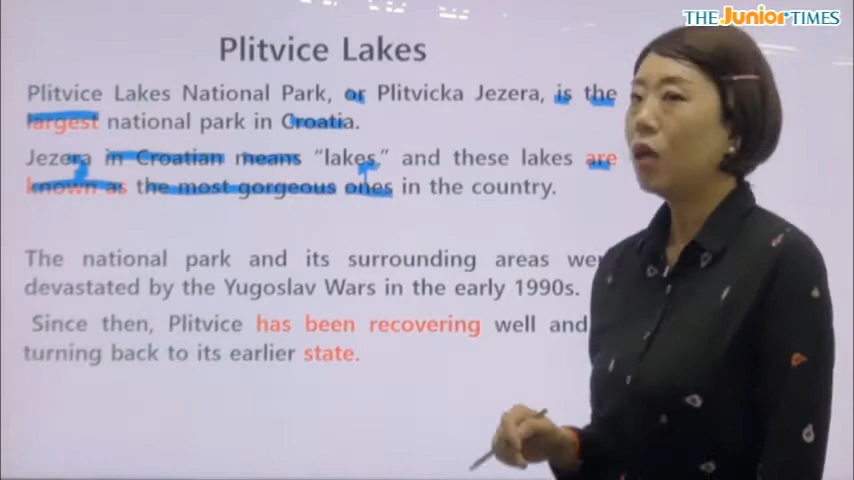 THE Junior TIMES
Plitvice Lakes
Plitvice Lakes National Park, or Plitvicka Jezera, is the
largest national park in Croatia.
Jezera in Croatian means “lakes,” and these lakes are
known as the most gorgeous ones in the country.
The national park and its surrounding areas
devastated by the Yugoslav Wars in the early 1990s.
Since then, Plitvice has been recovering well and
turning back to its earlier state.